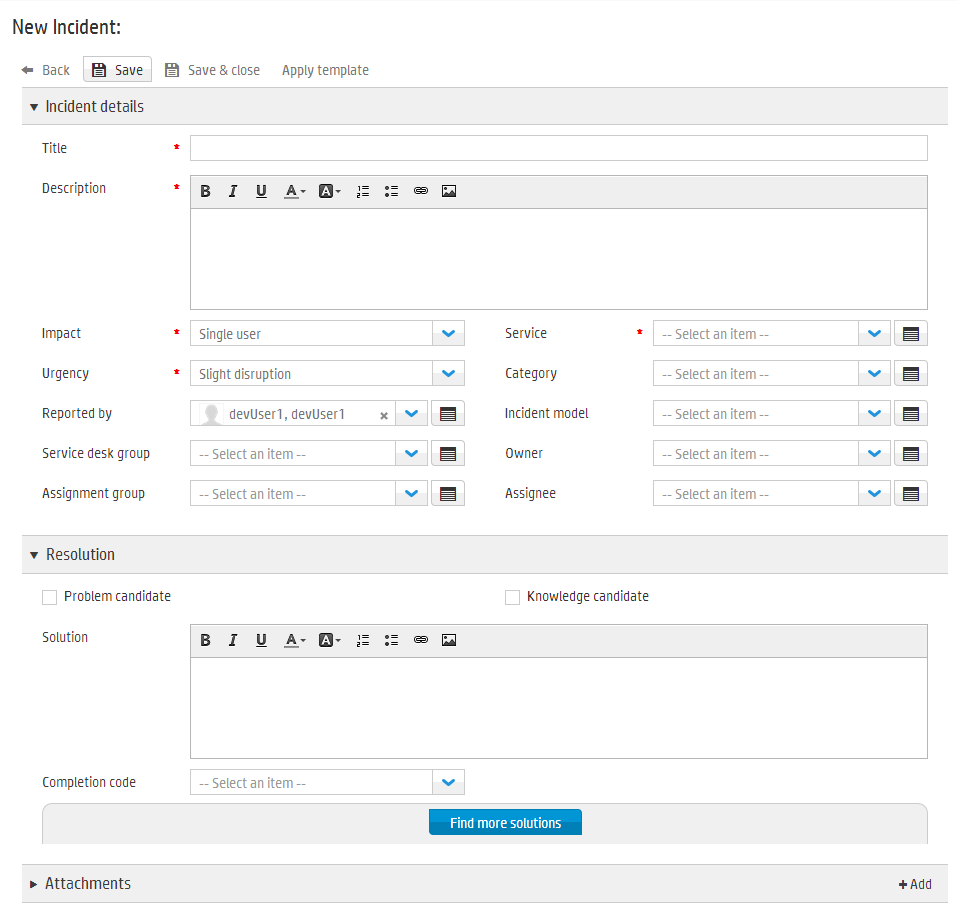 New Incident:
Back Save Save & close Apply template
Incident details
Title *
Description *
B I U A A
Impact * Single user Service * -- Select an item --
Urgency * Slight disruption Category -- Select an item --
Reported by devUser1, devUser1 Incident model -- Select an item --
Service desk group -- Select an item -- Owner -- Select an item --
Assignment group -- Select an item -- Assignee -- Select an item --
Resolution
Problem candidate Knowledge candidate
Solution
B I U A A
Completion code -- Select an item --
Find more solutions
Attachments + Add